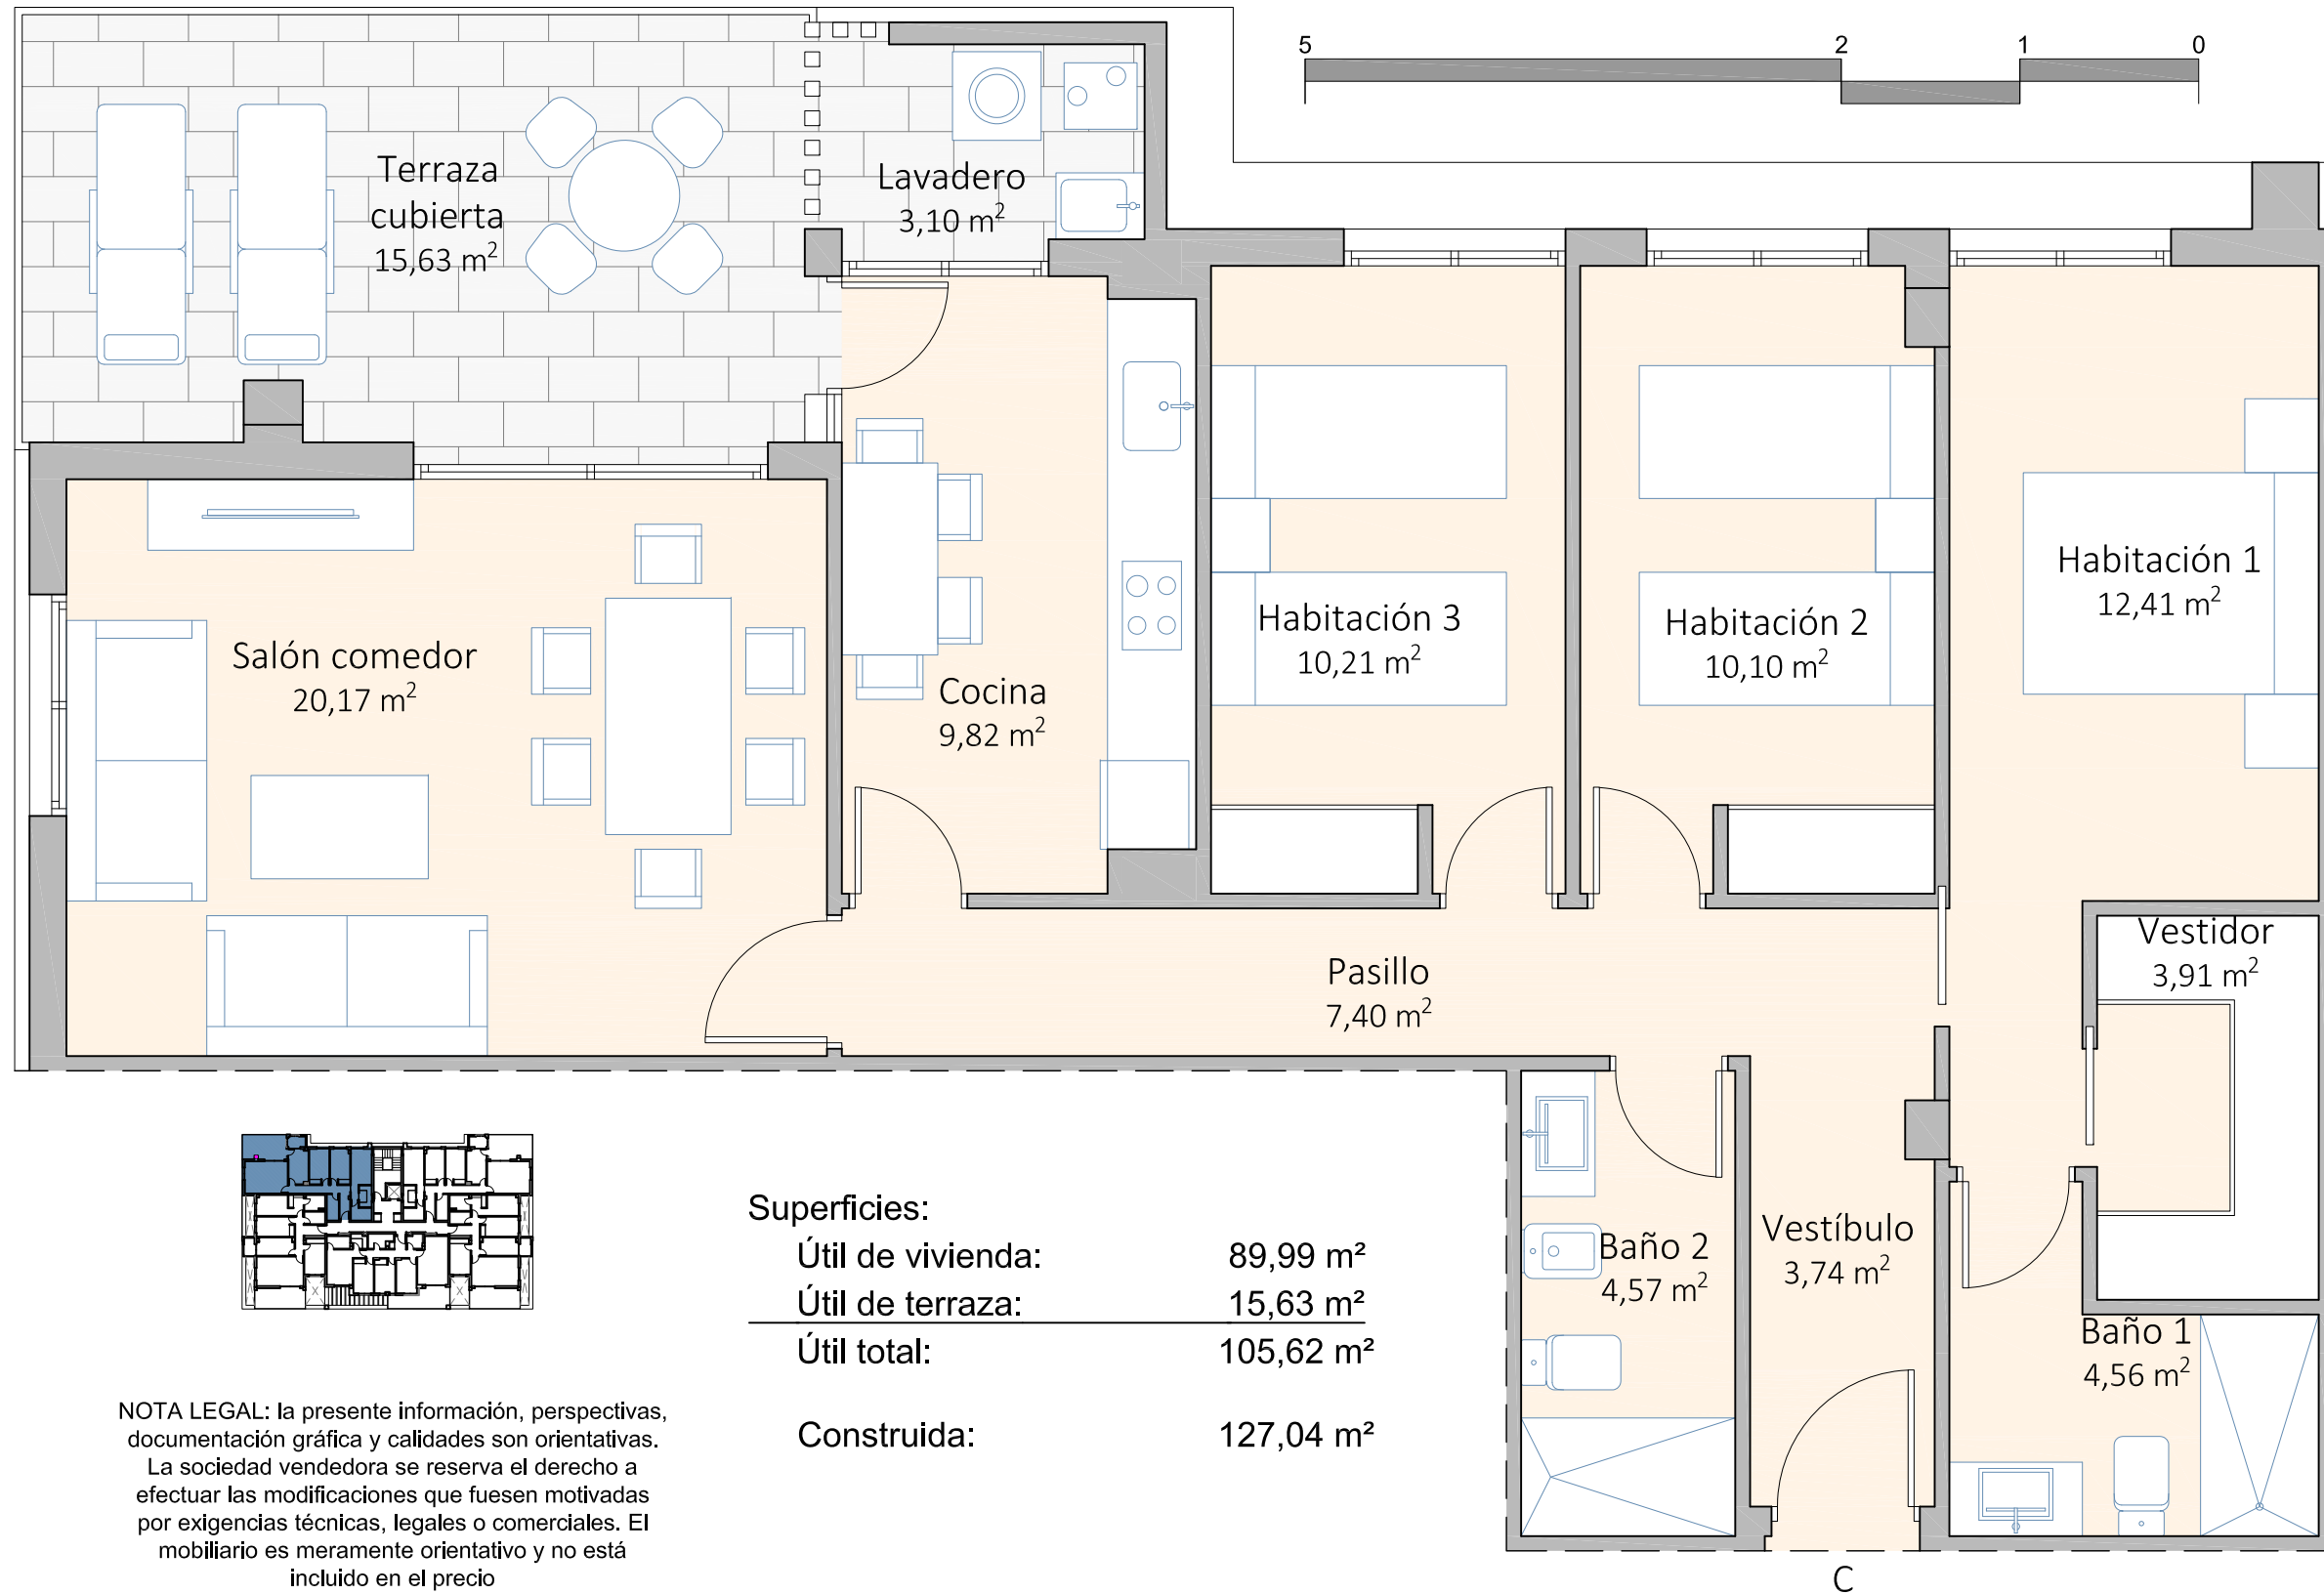 5 2 1 0
Terraza
cubierta
15,63 m²
Lavadero
3,10 m²
Habitación 1
12,41 m²
Habitación 3
10,21 m²
Habitación 2
10,10 m²
Salón comedor
20,17 m²
Cocina
9,82 m²
Vestidor
3,91 m²
Pasillo
7,40 m²
Baño 2
4,57 m²
Vestíbulo
3,74 m²
Baño 1
4,56 m²
C
Superficies:
Útil de vivienda: 89,99 m²
Útil de terraza: 15,63 m²
Útil total: 105,62 m²
Construida: 127,04 m²
NOTA LEGAL: la presente información, perspectivas,
documentación gráfica y calidades son orientativas.
La sociedad vendedora se reserva el derecho a
efectuar las modificaciones que fuesen motivadas
por exigencias técnicas, legales o comerciales. El
mobiliario es meramente orientativo y no está
incluido en el precio